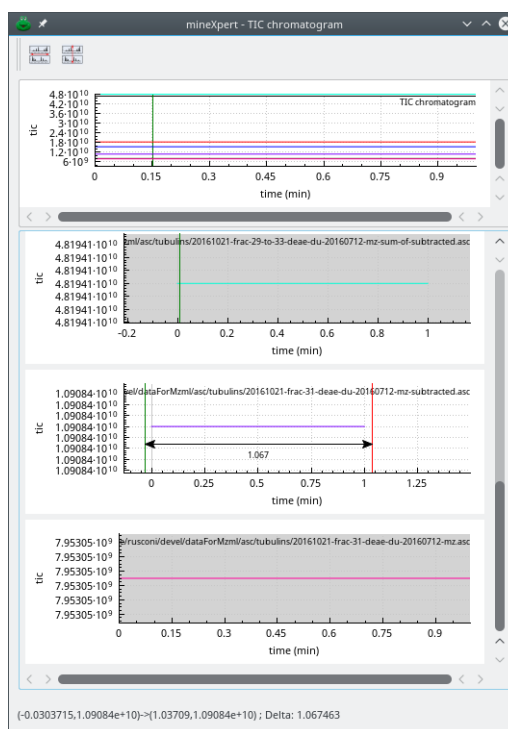 mineXpert - TIC chromatogram
4.8·10¹⁰
4.2·10¹⁰
3.6·10¹⁰
3·10¹⁰
2.4·10¹⁰
1.8·10¹⁰
1.2·10¹⁰
6·10⁹
tic
TIC chromatogram
0 0.15 0.3 0.45 0.6 0.75 0.9
time (min)
4.81941·10¹⁰
4.81941·10¹⁰
4.81941·10¹⁰
4.81941·10¹⁰
4.81941·10¹⁰
4.81941·10¹⁰
4.81941·10¹⁰
tic
zml/asc/tubulins/20161021-frac-29-to-33-deae-du-20160712-mz-sum-of-subtracted.asc
-0.2 0 0.2 0.4 0.6 0.8 1
time (min)
1.09084·10¹⁰
1.09084·10¹⁰
1.09084·10¹⁰
1.09084·10¹⁰
1.09084·10¹⁰
1.09084·10¹⁰
1.09084·10¹⁰
1.09084·10¹⁰
tic
el/dataForMzml/asc/tubulins/20161021-frac-31-deae-du-20160712-mz-subtracted.asc
1.067
0 0.25 0.5 0.75 1 1.25
time (min)
7.95305·10⁹
7.95305·10⁹
7.95305·10⁹
7.95305·10⁹
7.95305·10⁹
7.95305·10⁹
tic
e/rusconi/devel/dataForMzml/asc/tubulins/20161021-frac-31-deae-du-20160712-mz.asc
0 0.15 0.3 0.45 0.6 0.75 0.9
time (min)
(-0.0303715,1.09084e+10)->(1.03709,1.09084e+10) ; Delta: 1.067463